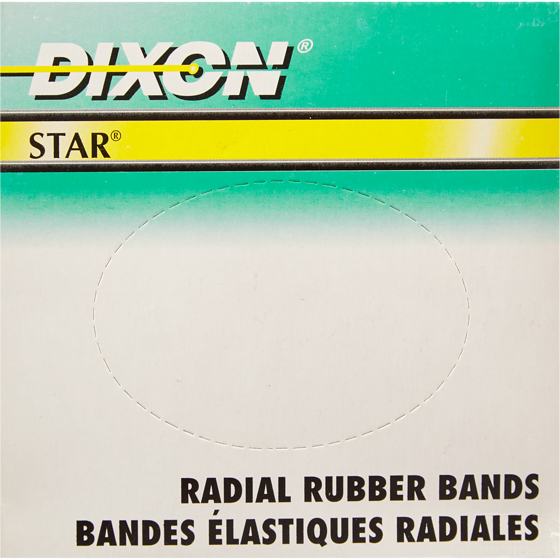 DIXON®
STAR®
RADIAL RUBBER BANDS
BANDES ÉLASTIQUES RADIALES